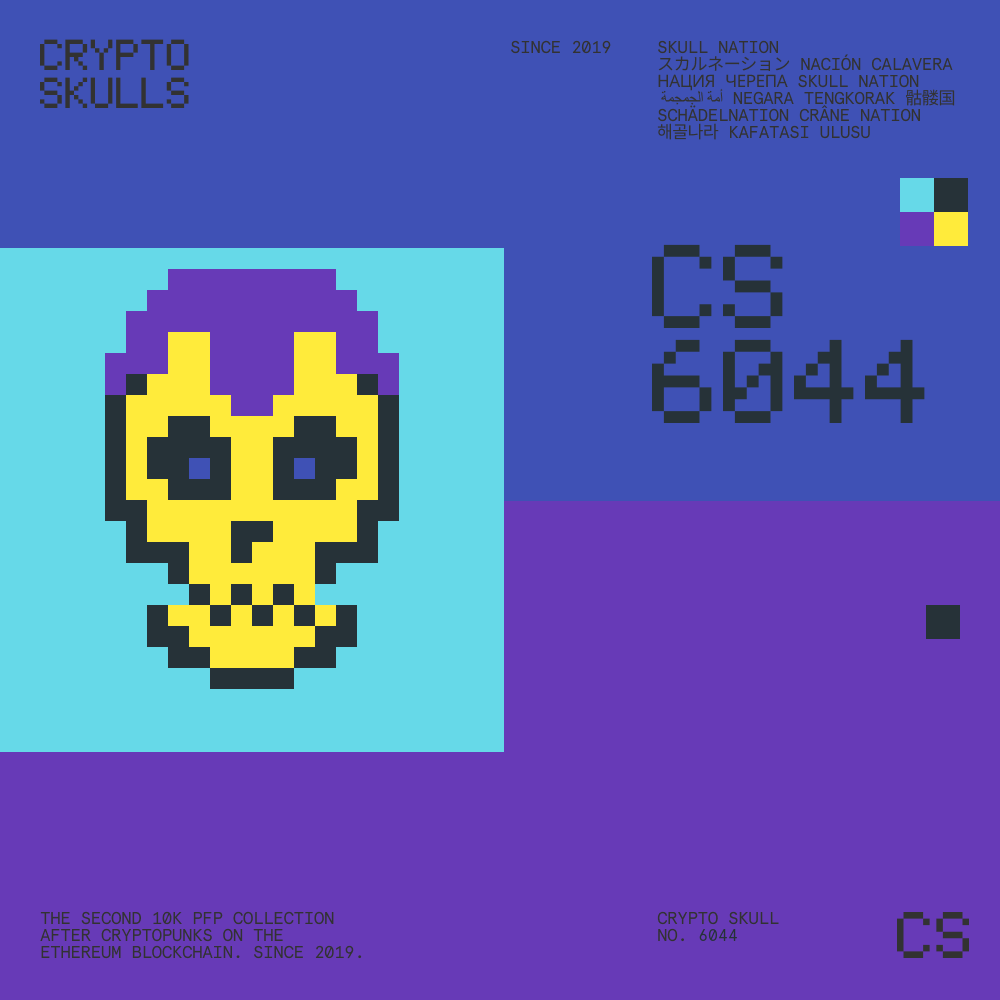 CRYPTO
SKULLS
SINCE 2019
SKULL NATION
スカルネーション NACIÓN CALAVERA
НАЦИЯ ЧЕРЕПА SKULL NATION
أمة الجمجمة NEGARA TENGKORAK 骷髅国
SCHÄDELNATION CRÂNE NATION
해골나라 KAFATASI ULUSU
CS
6044
THE SECOND 10K PFP COLLECTION
AFTER CRYPTOPUNKS ON THE
ETHEREUM BLOCKCHAIN. SINCE 2019.
CRYPTO SKULL
NO. 6044
CS